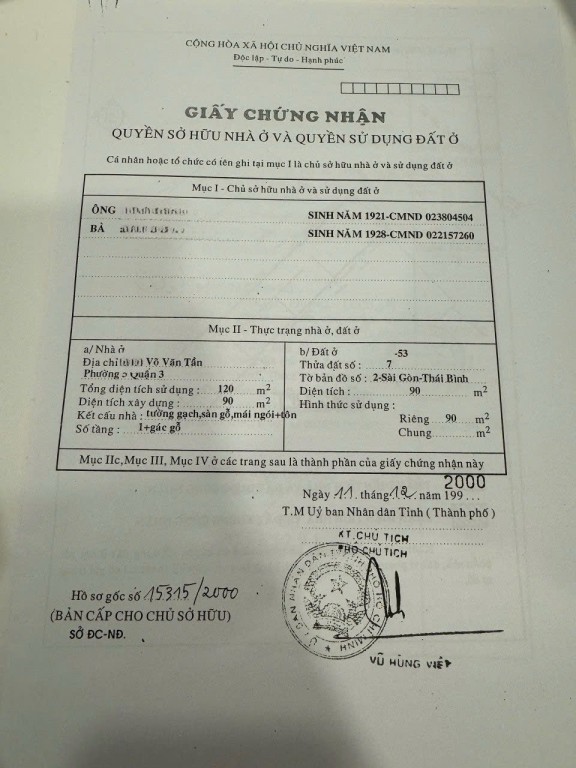 CỘNG HÒA XÃ HỘI CHỦ NGHĨA VIỆT NAM
Độc lập - Tự do - Hạnh phúc
GIẤY CHỨNG NHẬN
QUYỀN SỞ HỮU NHÀ Ở VÀ QUYỀN SỬ DỤNG ĐẤT Ở
Cá nhân hoặc tổ chức có tên ghi tại mục I là chủ sở hữu nhà ở và sử dụng đất ở
Mục I - Chủ sở hữu nhà ở và sử dụng đất ở
ÔNG SINH NĂM 1921-CMND 023804504
BÀ SINH NĂM 1928-CMND 022157260
Mục II - Thực trạng nhà ở, đất ở
a/ Nhà ở
Địa chỉ: Võ Văn Tần
Phường Quận 3
Tổng diện tích sử dụng : 120 m2
Diện tích xây dựng : 90 m2
Kết cấu nhà : tường gạch,sàn gỗ,mái ngói+tôn
Số tầng : 1+gác gỗ
b/ Đất ở -53
Thửa đất số : 7
Tờ bản đồ số : 2-Sài Gòn-Thái Bình
Diện tích : 90 m2
Hình thức sử dụng :
Riêng 90 m2
Chung m2
Mục IIc,Mục III, Mục IV ở các trang sau là thành phần của giấy chứng nhận này
2000
Ngày 11 tháng 12 năm 199...
T.M Uỷ ban Nhân dân Tỉnh ( Thành phố )
KT.CHỦ TỊCH
PHÓ CHỦ TỊCH
ỦY BAN NHÂN DÂN THÀNH PHỐ HỒ CHÍ MINH
Hồ sơ gốc số 15315/2000
(BẢN CẤP CHO CHỦ SỞ HỮU)
SỞ ĐC-NĐ.
VŨ HÙNG VIỆT